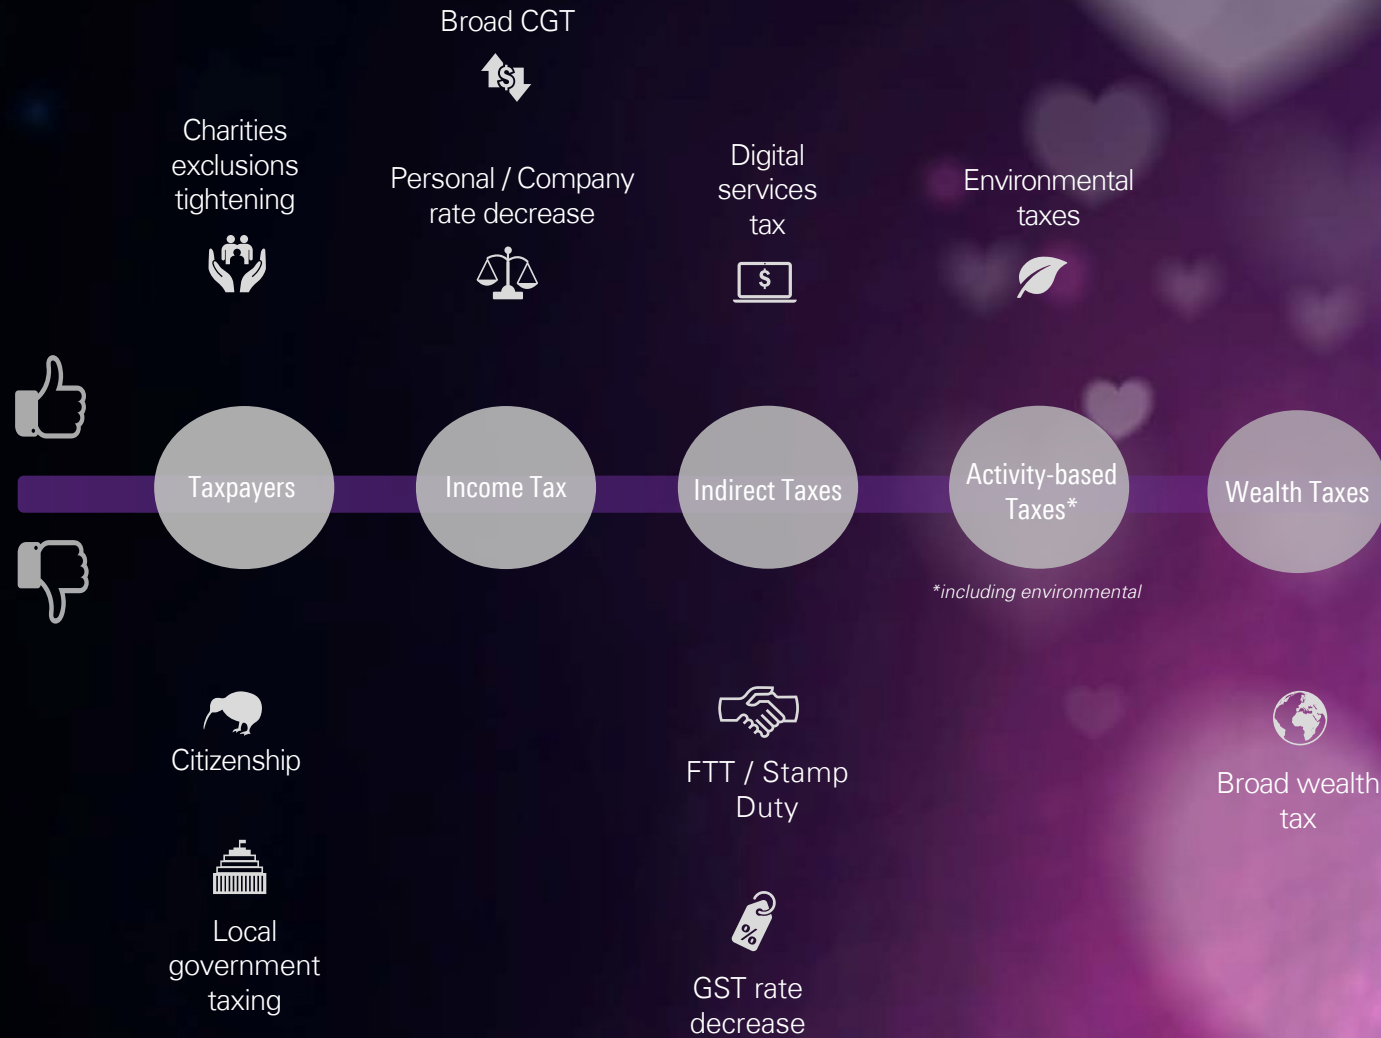 Broad CGT
Charities
exclusions
tightening
Personal / Company
rate decrease
Digital
services
tax
$
Environmental
taxes
Taxpayers
Income Tax
Indirect Taxes
Activity-based
Taxes*
Wealth Taxes
*including environmental
Citizenship
Local
government
taxing
FTT / Stamp
Duty
%
GST rate
decrease
Broad wealth
tax